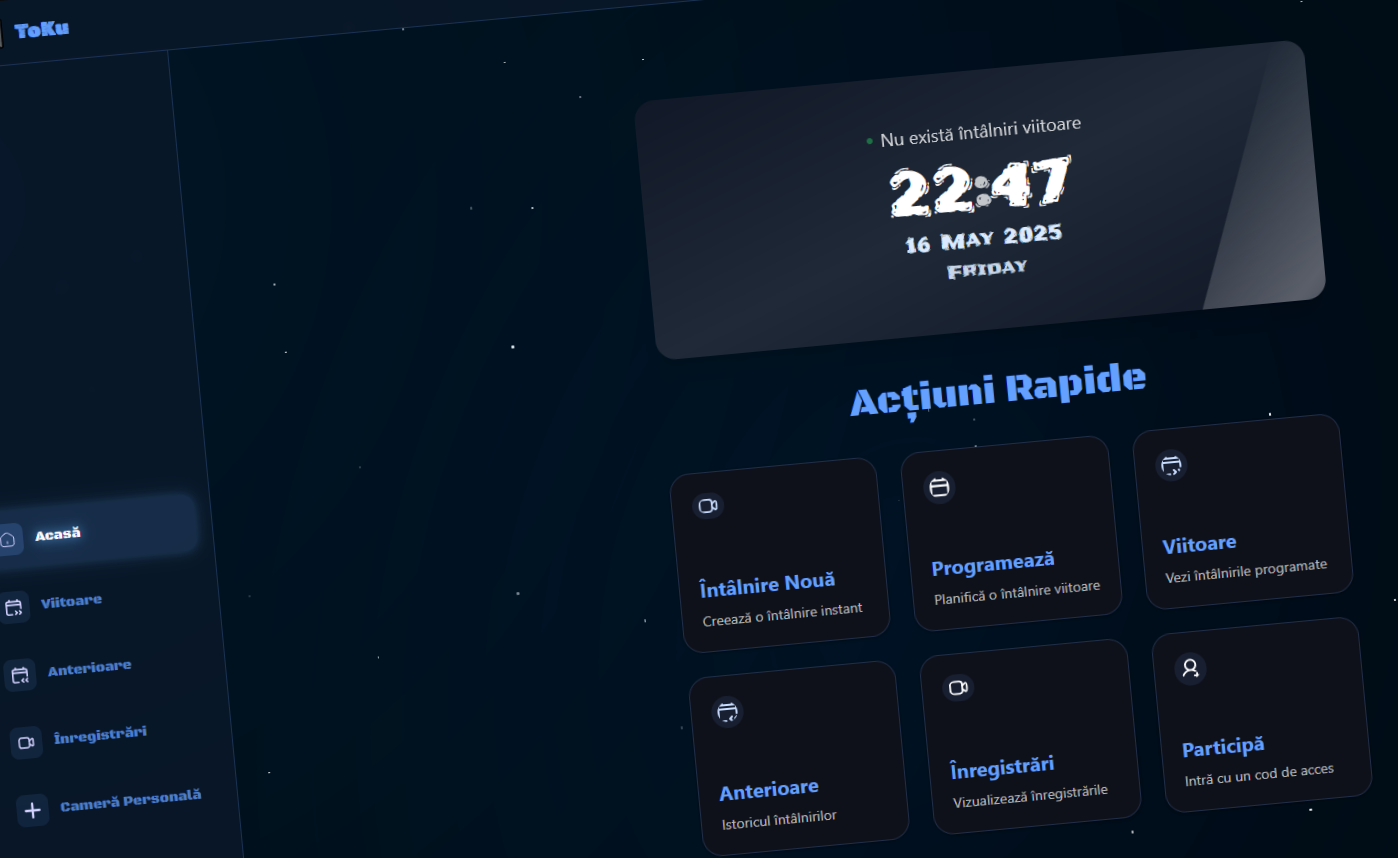 ToKu
Acasă
Viitoare
Anterioare
Înregistrări
Cameră Personală
Nu există întâlniri viitoare
22:47
16 May 2025
Friday
Acțiuni Rapide
Întâlnire Nouă
Creează o întâlnire instant
Programează
Planifică o întâlnire viitoare
Viitoare
Vezi întâlnirile programate
Anterioare
Istoricul întâlnirilor
Înregistrări
Vizualizează înregistrările
Participă
Intră cu un cod de acces